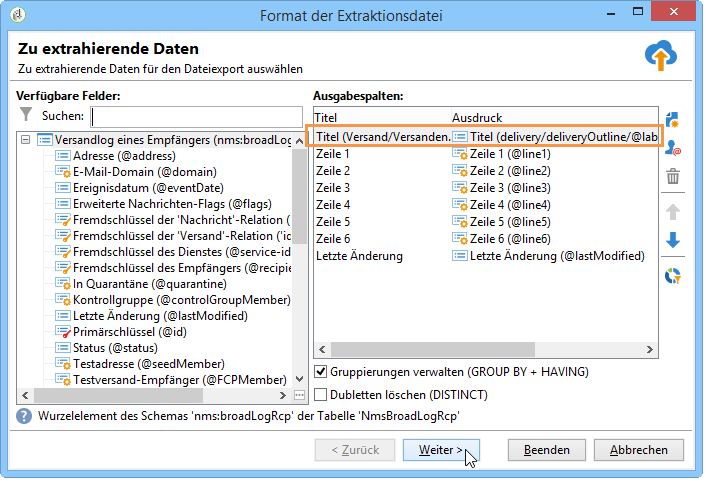 Format der Extraktionsdatei
Zu extrahierende Daten
Zu extrahierende Daten für den Dateiexport auswählen
Verfügbare Felder:
Suchen:
Versandlog eines Empfängers (nms:broadLog
Adresse (@address)
E-Mail-Domain (@domain)
Ereignisdatum (@eventDate)
Erweiterte Nachrichten-Flags (@flags)
Fremdschlüssel der 'Nachricht'-Relation (
Fremdschlüssel der 'Versand'-Relation ('id
Fremdschlüssel des Dienstes (@service-id
Fremdschlüssel des Empfängers (@recipie
In Quarantäne (@quarantine)
Kontrollgruppe (@controlGroupMember)
Letzte Änderung (@lastModified)
Primärschlüssel (@id)
Status (@status)
Testadresse (@seedMember)
Testversand-Empfänger (@FCPMember)
Ausgabespalten:
Titel Ausdruck
Titel (Versand/Versanden. Titel (delivery/deliveryOutline/@lab
Zeile 1 Zeile 1 (@line1)
Zeile 2 Zeile 2 (@line2)
Zeile 3 Zeile 3 (@line3)
Zeile 4 Zeile 4 (@line4)
Zeile 5 Zeile 5 (@line5)
Zeile 6 Zeile 6 (@line6)
Letzte Änderung Letzte Änderung (@lastModified)
Gruppierungen verwalten (GROUP BY + HAVING)
Dubletten löschen (DISTINCT)
Wurzelelement des Schemas 'nms:broadLogRcp' der Tabelle 'NmsBroadLogRcp'
< Zurück Weiter > Beenden Abbrechen